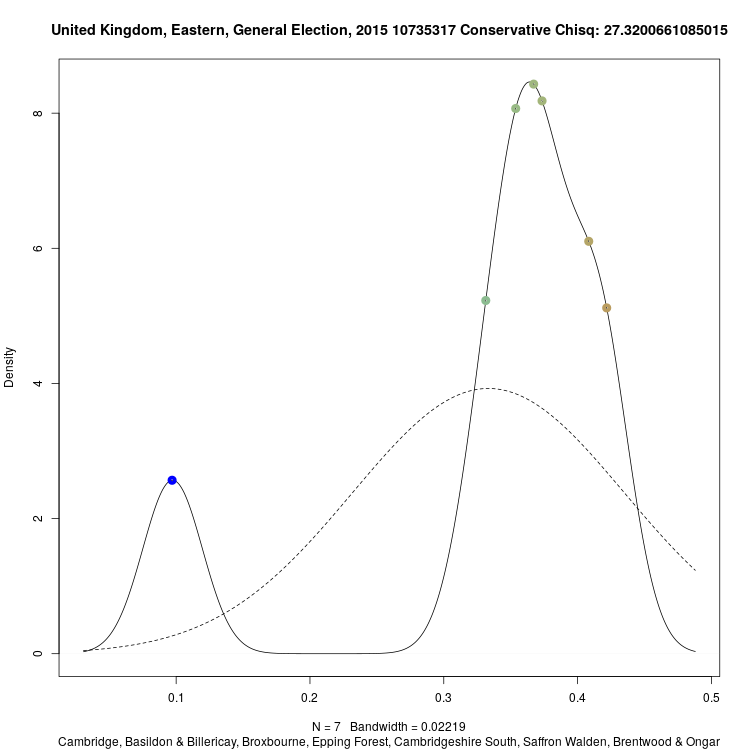 United Kingdom, Eastern, General Election, 2015 10735317 Conservative Chisq: 27.3200661085015
Density
8
6
4
2
0
0.1 0.2 0.3 0.4 0.5
N = 7 Bandwidth = 0.02219
Cambridge, Basildon & Billericay, Broxbourne, Epping Forest, Cambridgeshire South, Saffron Walden, Brentwood & Ongar